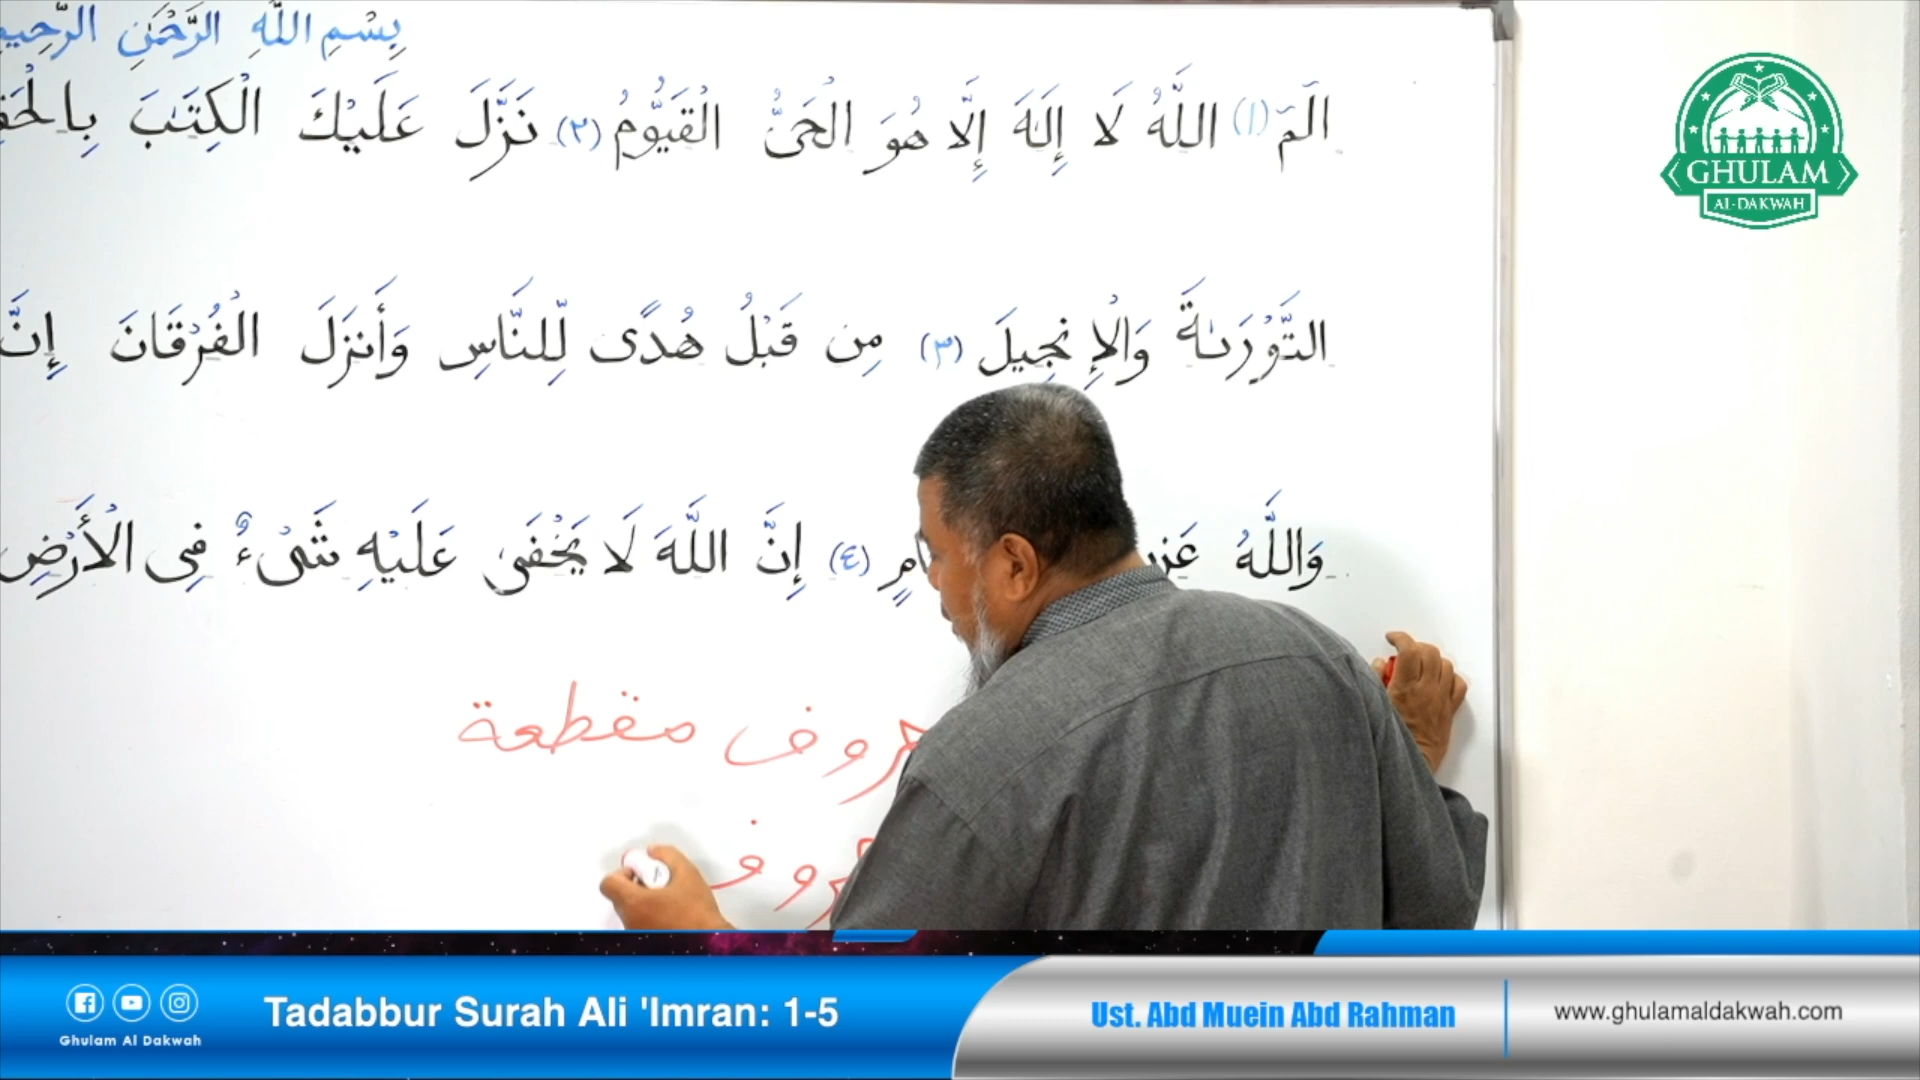 بِسْمِ اللَّهِ الرَّحْمَٰنِ
الٓمٓ (١) اللَّهُ لَا إِلَٰهَ إِلَّا هُوَ الْحَىُّ الْقَيُّومُ (٢) نَزَّلَ عَلَيْكَ الْكِتَٰبَ
التَّوْرَىٰةَ وَالْإِنجِيلَ (٣) مِن قَبْلُ هُدًى لِّلنَّاسِ وَأَنزَلَ الْفُرْقَانَ إِنَّ
وَاللَّهُ (٤) إِنَّ اللَّهَ لَا يَخْفَىٰ عَلَيْهِ شَىْءٌ فِى الْأَرْضِ
حروف مقطعة
GHULAM
Al-DAKWAH
Ghulam Al Dakwah
Tadabbur Surah Ali 'Imran: 1-5
Ust. Abd Muein Abd Rahman
www.ghulamaldakwah.com